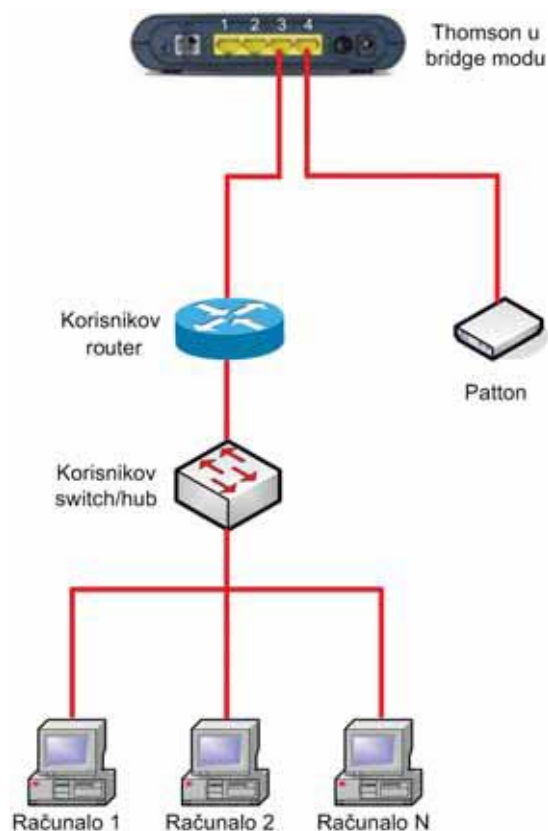 1 2 3 4
Thomson u
bridge modu
Korisnikov
router
Patton
Korisnikov
switch/hub
Računalo 1
Računalo 2
Računalo N